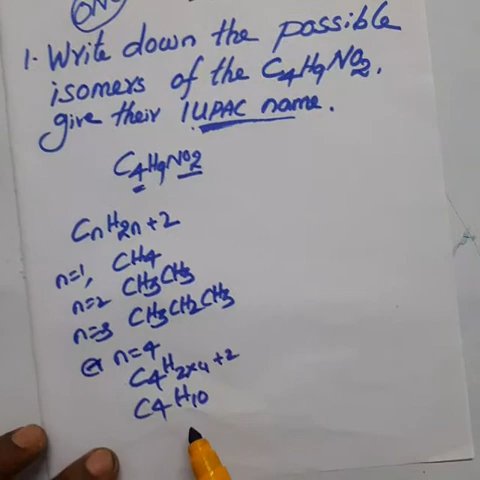 ONE
1. Write down the possible
isomers of the C4H9NO2.
give their IUPAC name.
C4H9NO2
CnH2n+2
n=1, CH4
n=2 CH3CH3
n=3 CH3CH2CH3
n=4
C4H2x4+2
C4H10